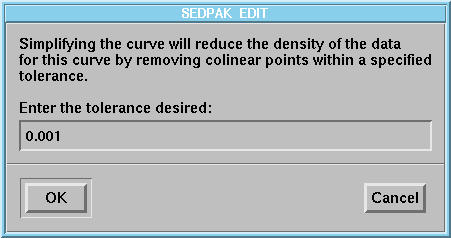 SEDPAK EDIT
Simplifying the curve will reduce the density of the data
for this curve by removing colinear points within a specified
tolerance.
Enter the tolerance desired:
0.001
OK
Cancel